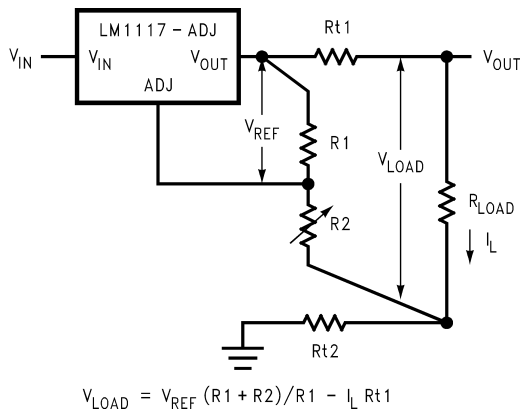 LM1117-ADJ
Rt1
V_IN
V_IN
V_OUT
V_OUT
ADJ
V_REF
R1
V_LOAD
R_LOAD
R2
I_L
Rt2
V_LOAD = V_REF (R1 + R2)/R1 - I_L Rt1